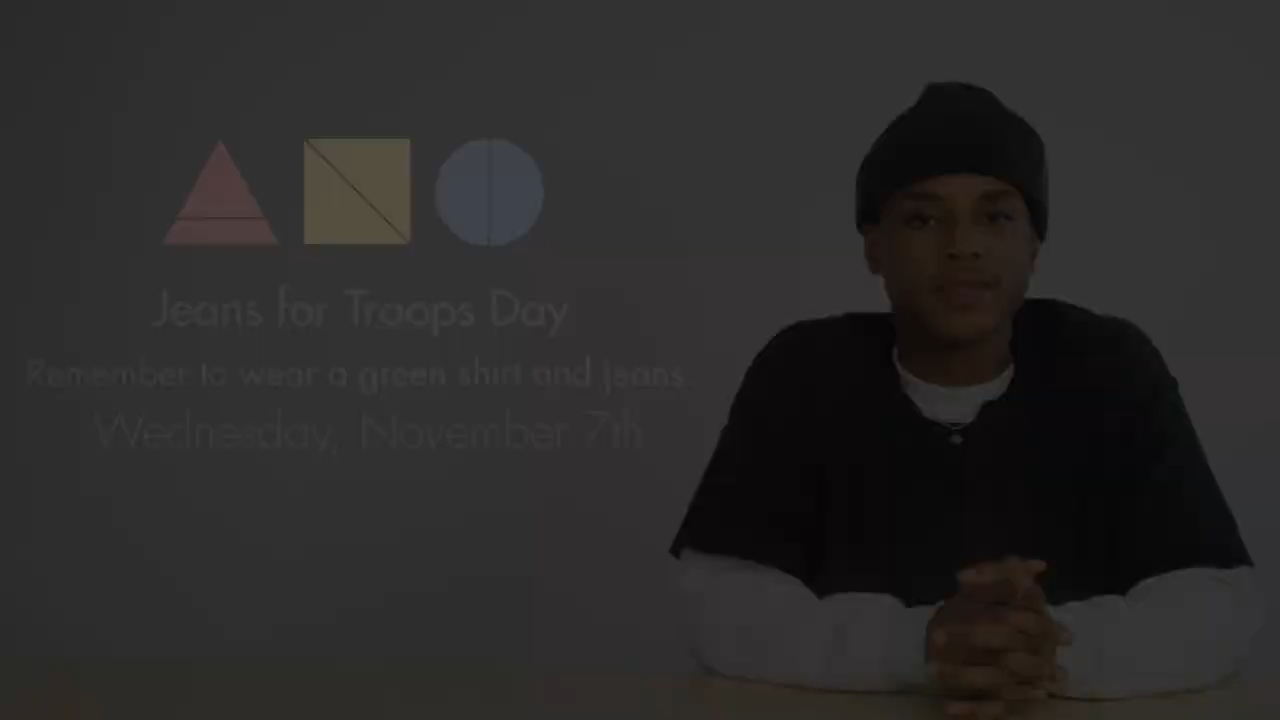 Jeans for Troops Day
Remember to wear a green shirt and jeans
Wednesday, November 7th